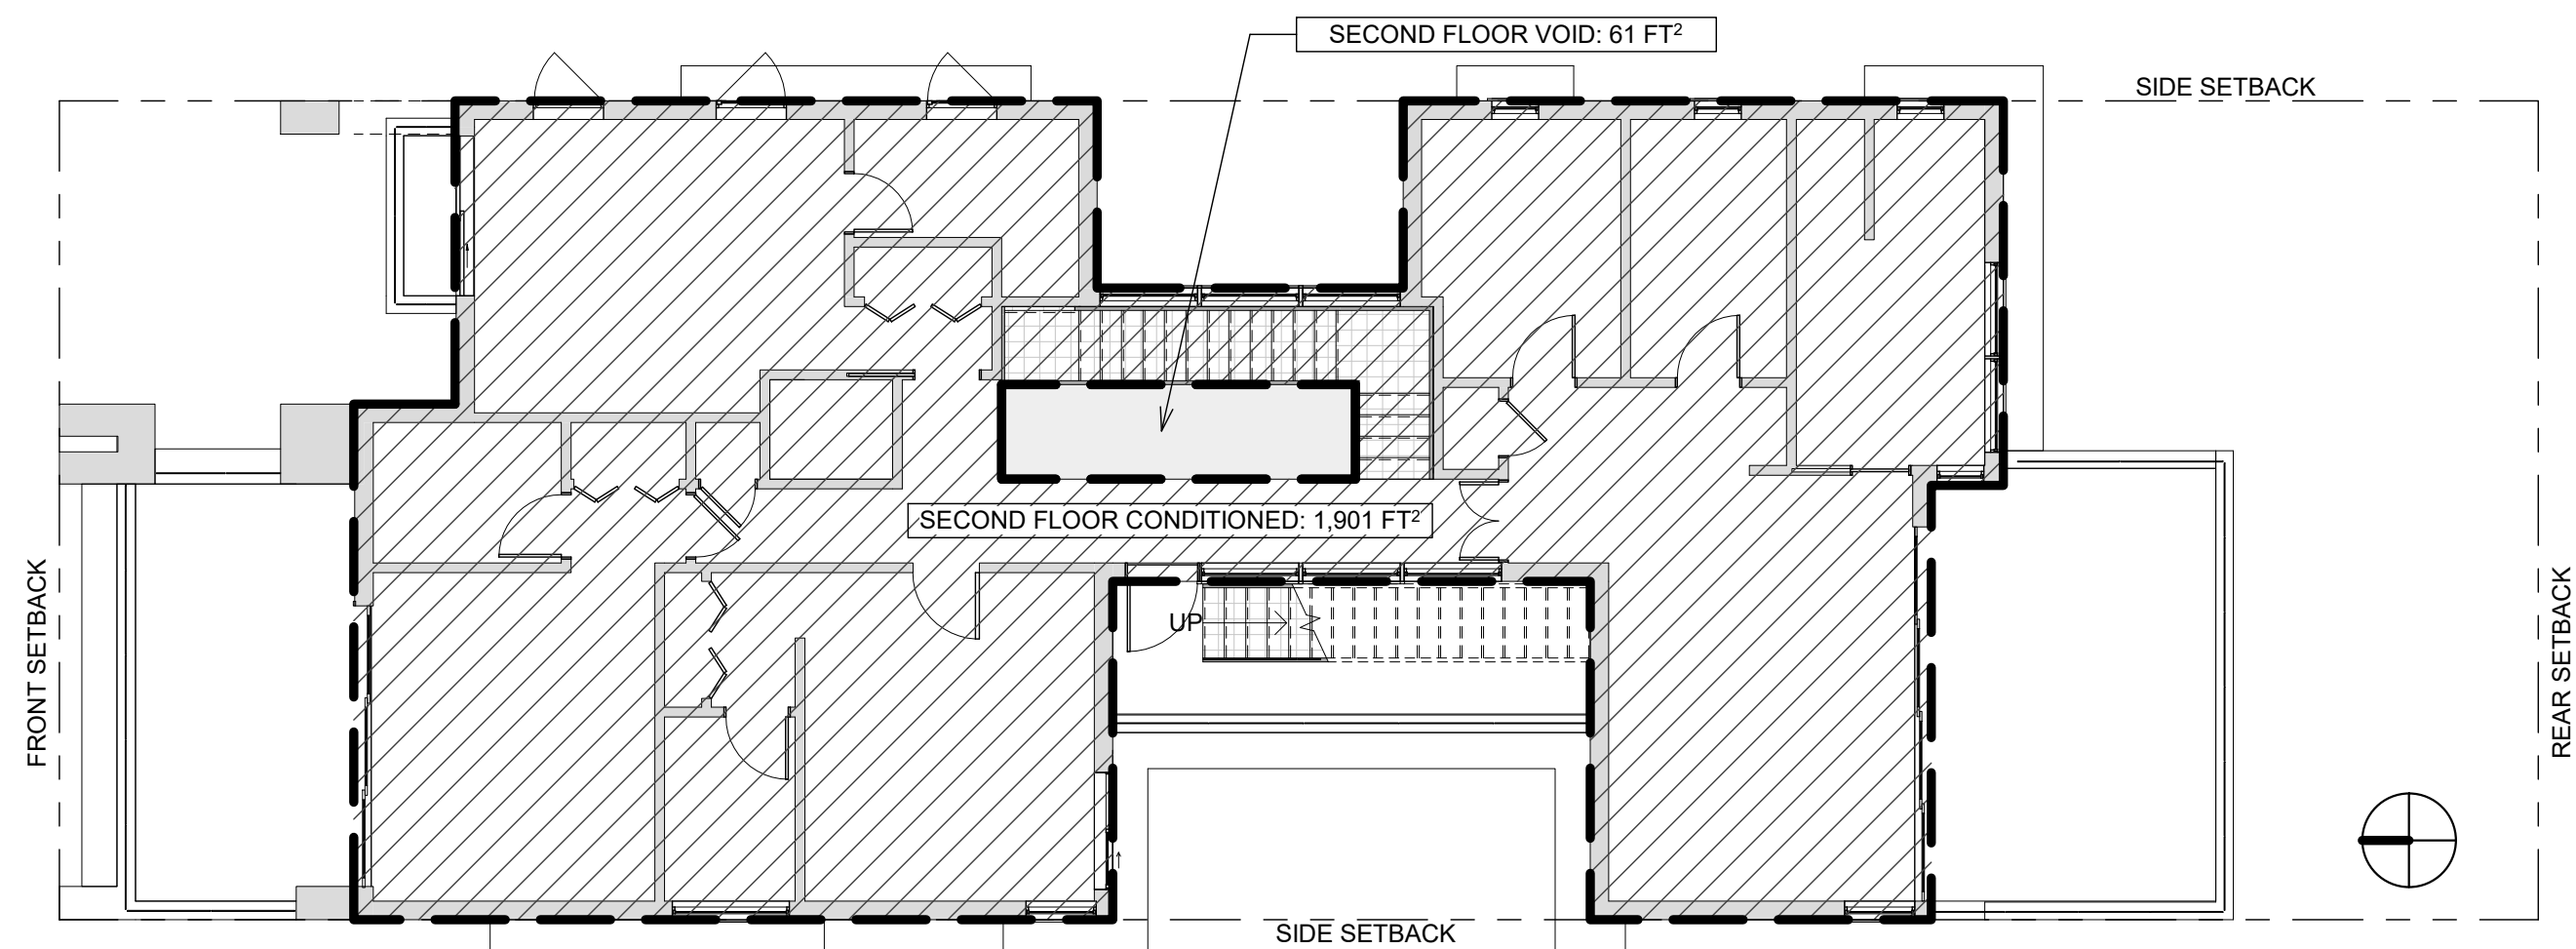 SECOND FLOOR VOID: 61 FT²
SIDE SETBACK
SECOND FLOOR CONDITIONED: 1,901 FT²
FRONT SETBACK
UP
REAR SETBACK
SIDE SETBACK